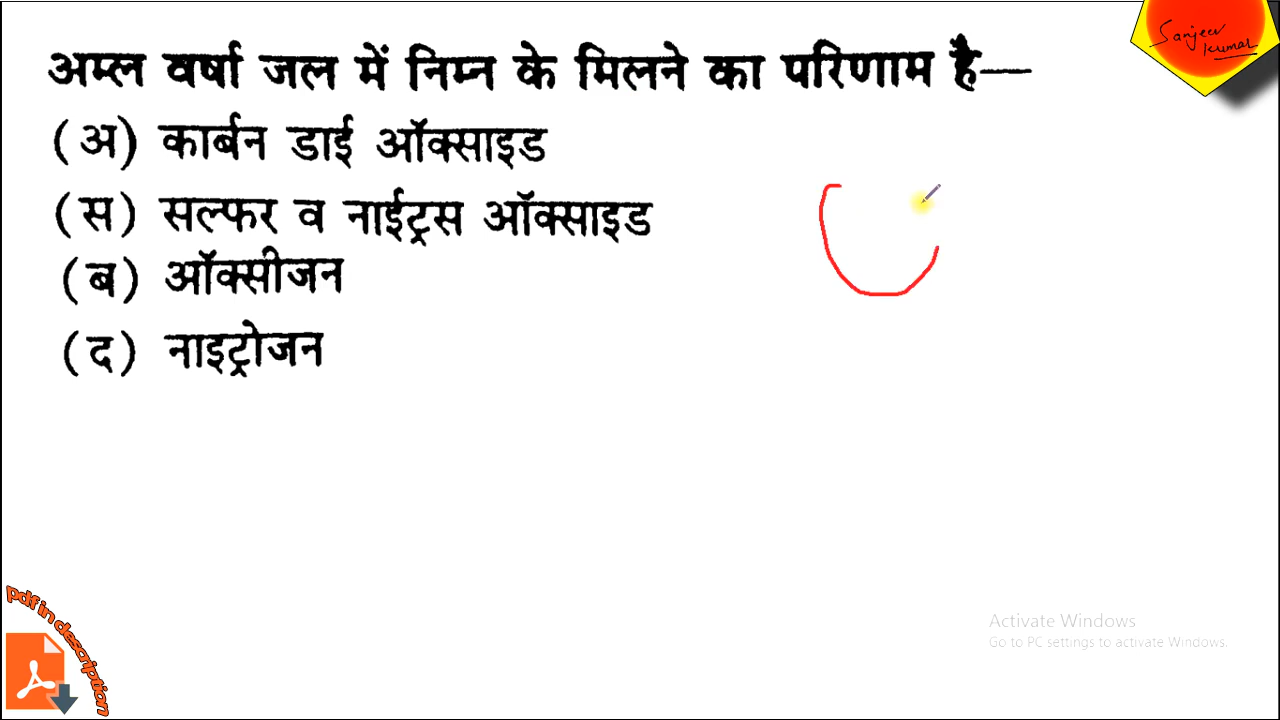 Sanjeev
Kumar
अम्ल वर्षा जल में निम्न के मिलने का परिणाम है—
(अ) कार्बन डाई ऑक्साइड
(स) सल्फर व नाईट्रस ऑक्साइड
(ब) ऑक्सीजन
(द) नाइट्रोजन
pdf in description
Activate Windows
Go to PC settings to activate Windows.